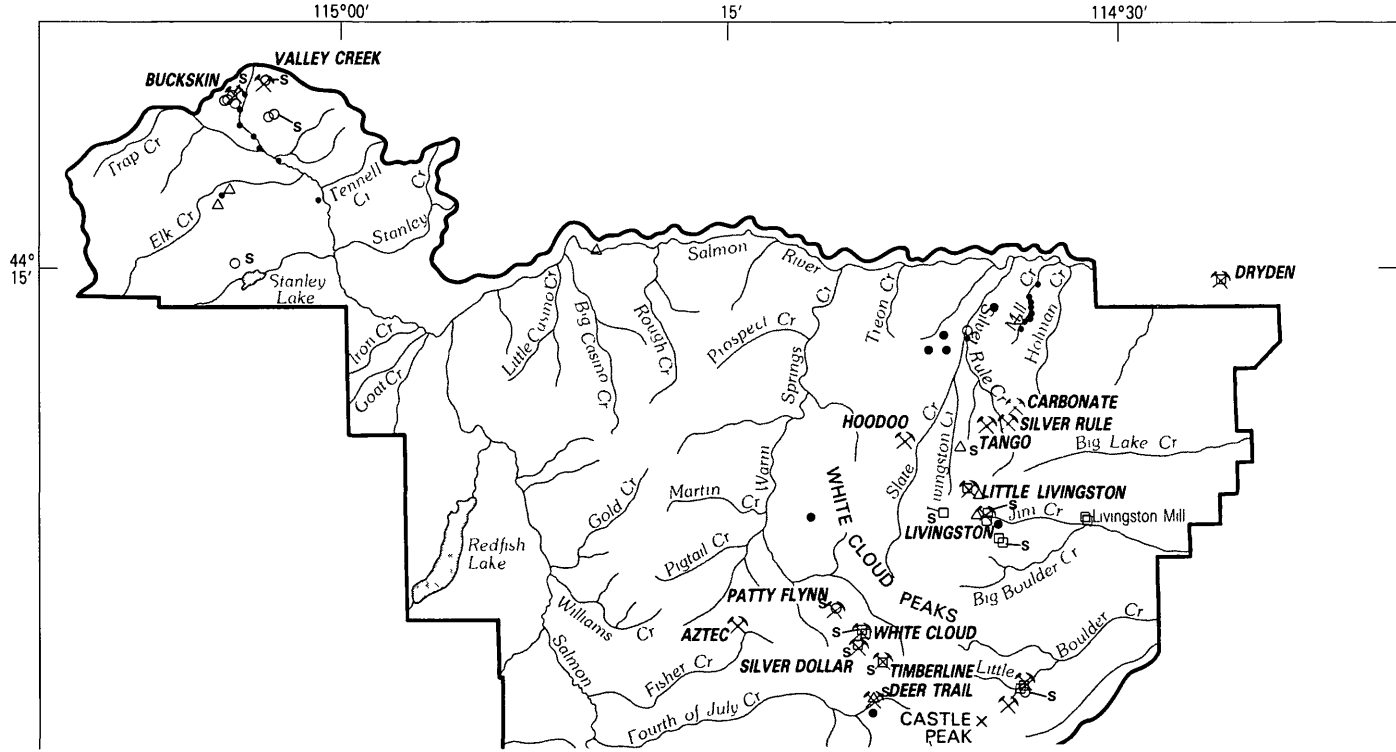 115°00'
15'
114°30'
VALLEY CREEK
BUCKSKIN
S
S
S
Trap Cr
Tennell Cr
Cr
Stanley
Elk Cr
S
Stanley
Lake
44°
15'
Salmon
River
DRYDEN
Iron Cr
Goat Cr
Little Casino Cr
Big Casino Cr
Rough Cr
Prospect Cr
Cr
Springs
Warm
Treon Cr
Silver Rule Cr
Mill Cr
Holman
CARBONATE
SILVER RULE
TANGO
S
HOODOO
Slate Cr
Livingston Cr
Big Lake Cr
LITTLE LIVINGSTON
S
S
Jim Cr
Livingston Mill
LIVINGSTON
S
Martin
Cr
Gold Cr
Redfish
Lake
Pigtail Cr
WHITE CLOUD PEAKS
Big Boulder Cr
PATTY FLYNN
S
Williams
Cr
AZTEC
S
WHITE CLOUD
Boulder Cr
Salmon
Fisher Cr
SILVER DOLLAR
S
S
TIMBERLINE
Little
S
DEER TRAIL
S
Fourth of July Cr
CASTLE
PEAK